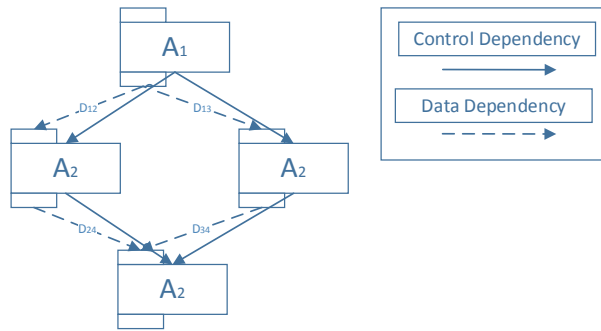 A1
Control Dependency
D12
D13
Data Dependency
A2
A2
D24
D34
A2